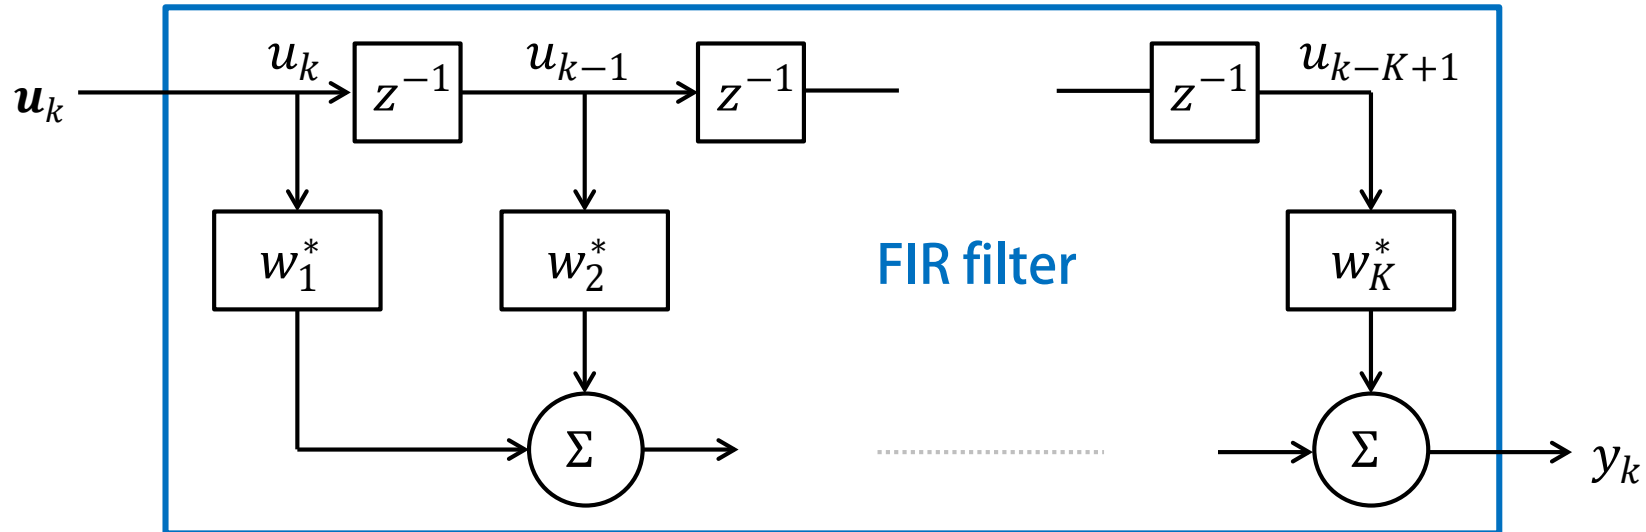 u_k z^{-1} u_{k-1} z^{-1} z^{-1} u_{k-K+1}
𝒖_k
w_1^* w_2^* FIR filter w_K^*
Σ Σ y_k